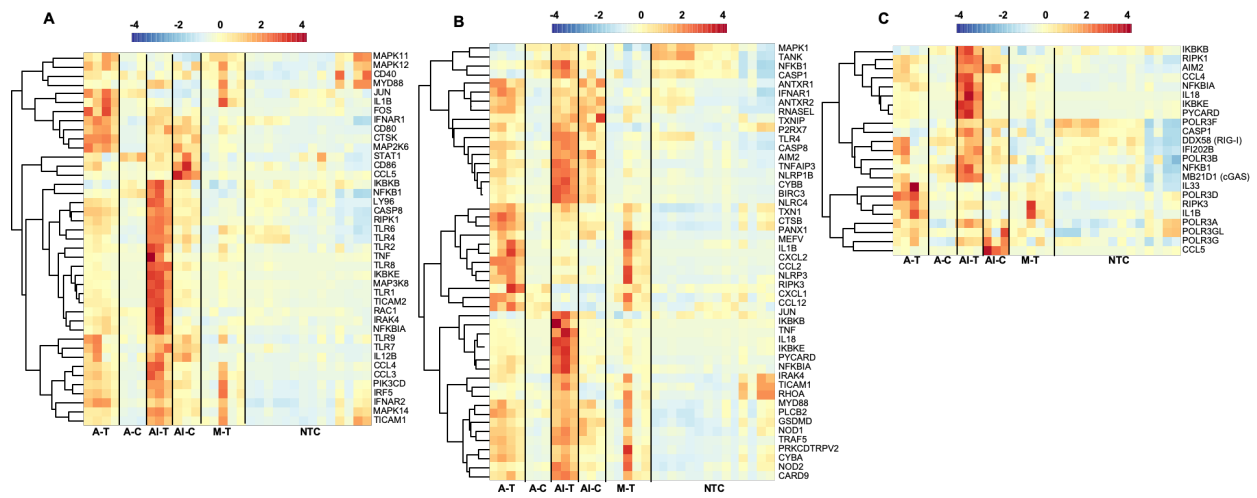 A
-4 -2 0 2 4
MAPK11
MAPK12
CD40
MYD88
JUN
IL1B
FOS
IFNAR1
CD80
CTSK
MAP2K6
STAT1
CD86
CCL5
IKBKB
NFKB1
LY96
CASP8
RIPK1
TLR6
TLR4
TLR2
TNF
TLR8
IKBKE
MAP3K8
TLR1
TICAM2
RAC1
IRAK4
NFKBIA
TLR9
TLR7
IL12B
CCL4
CCL3
PIK3CD
IRF5
IFNAR2
MAPK14
TICAM1
A-T A-C AI-T AI-C M-T NTC
B
-4 -2 0 2 4
MAPK1
TANK
NFKB1
CASP1
ANTXR1
IFNAR1
ANTXR2
RNASEL
TXNIP
P2RX7
TLR4
CASP8
AIM2
TNFAIP3
NLRP1B
CYBB
BIRC3
NLRC4
TXN1
CTSB
PANX1
MEFV
IL1B
CXCL2
CCL2
NLRP3
RIPK3
CXCL1
CCL12
JUN
IKBKB
TNF
IL18
IKBKE
PYCARD
NFKBIA
IRAK4
TICAM1
RHOA
MYD88
PLCB2
GSDMD
NOD1
TRAF5
PRKCDTRPV2
CYBA
NOD2
CARD9
A-T A-C AI-T AI-C M-T NTC
C
-4 -2 0 2 4
IKBKB
RIPK1
AIM2
CCL4
NFKBIA
IL18
IKBKE
PYCARD
POLR3F
CASP1
DDX58 (RIG-I)
IFI202B
POLR3B
NFKB1
MB21D1 (cGAS)
IL33
POLR3D
RIPK3
IL1B
POLR3A
POLR3GL
POLR3G
CCL5
A-T A-C AI-T AI-C M-T NTC